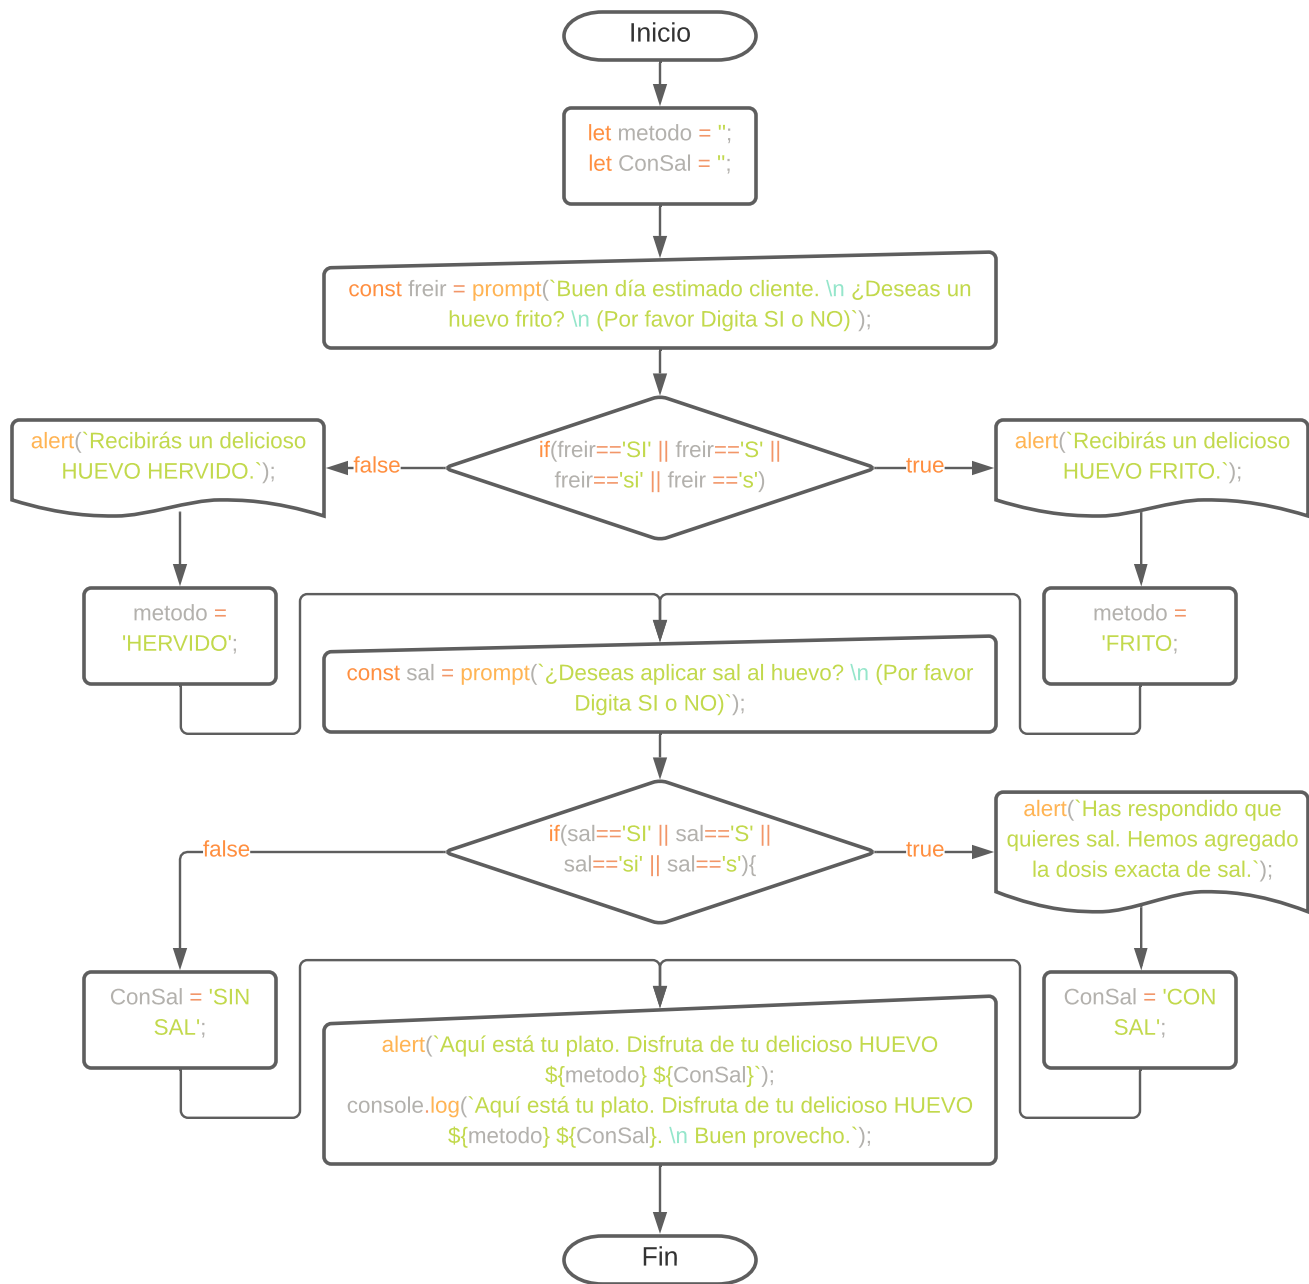 Inicio
let metodo = '';
let ConSal = '';
const freir = prompt(`Buen día estimado cliente. \n ¿Deseas un
huevo frito? \n (Por favor Digita SI o NO)`);
if(freir=='SI' || freir=='S' ||
freir=='si' || freir =='s')
false
true
alert(`Recibirás un delicioso
HUEVO HERVIDO.`);
alert(`Recibirás un delicioso
HUEVO FRITO.`);
metodo =
'HERVIDO';
metodo =
'FRITO;
const sal = prompt(`¿Deseas aplicar sal al huevo? \n (Por favor
Digita SI o NO)`);
if(sal=='SI' || sal=='S' ||
sal=='si' || sal=='s'){
false
true
alert(`Has respondido que
quieres sal. Hemos agregado
la dosis exacta de sal.`);
ConSal = 'SIN
SAL';
ConSal = 'CON
SAL';
alert(`Aquí está tu plato. Disfruta de tu delicioso HUEVO
${metodo} ${ConSal}`);
console.log(`Aquí está tu plato. Disfruta de tu delicioso HUEVO
${metodo} ${ConSal}. \n Buen provecho.`);
Fin